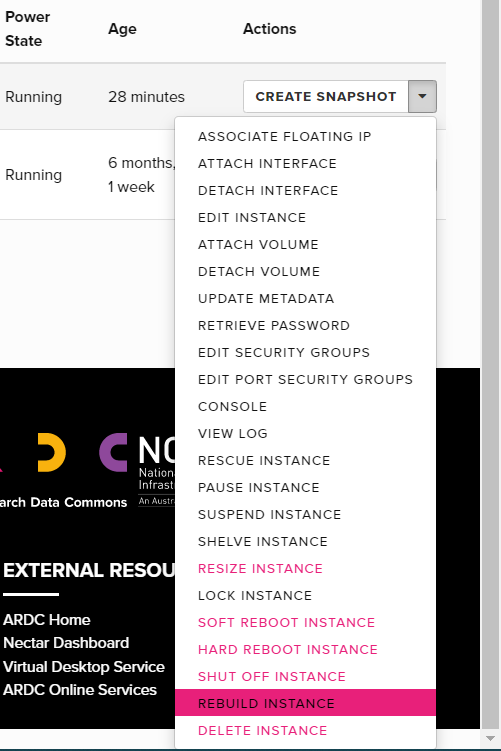 Power
State
Age
Actions
Running
28 minutes
CREATE SNAPSHOT
Running
6 months,
1 week
ASSOCIATE FLOATING IP
ATTACH INTERFACE
DETACH INTERFACE
EDIT INSTANCE
ATTACH VOLUME
DETACH VOLUME
UPDATE METADATA
RETRIEVE PASSWORD
EDIT SECURITY GROUPS
EDIT PORT SECURITY GROUPS
CONSOLE
VIEW LOG
RESCUE INSTANCE
PAUSE INSTANCE
SUSPEND INSTANCE
SHELVE INSTANCE
RESIZE INSTANCE
LOCK INSTANCE
SOFT REBOOT INSTANCE
HARD REBOOT INSTANCE
SHUT OFF INSTANCE
REBUILD INSTANCE
DELETE INSTANCE
arch Data Commons
NC
Nation
Infrast
An Austr
EXTERNAL RESOU
ARDC Home
Nectar Dashboard
Virtual Desktop Service
ARDC Online Services